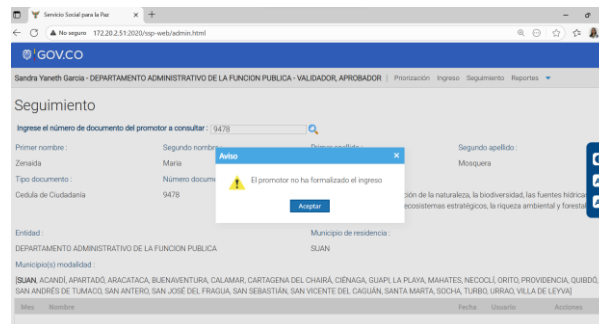 Servicio Social para la Paz
No seguro 172.20.2.51:2020/ssp-web/admin.html
GOV.CO
Sandra Yaneth Garcia - DEPARTAMENTO ADMINISTRATIVO DE LA FUNCION PUBLICA - VALIDADOR, APROBADOR | Priorización Ingreso Seguimiento Reportes
Seguimiento
Ingrese el número de documento del promotor a consultar : 9478
Primer nombre : Segundo nombre : Primer apellido : Segundo apellido :
Zenaida Maria Mosquera
Aviso
El promotor no ha formalizado el ingreso
Aceptar
Tipo documento : Número docum
Cedula de Ciudadanía 9478
ción de la naturaleza, la biodiversidad, las fuentes hídrica
ecosistemas estratégicos, la riqueza ambiental y forestal
Entidad : Municipio de residencia :
DEPARTAMENTO ADMINISTRATIVO DE LA FUNCION PUBLICA SUAN
Municipio(s) modalidad :
[SUAN, ACANDÍ, APARTADÓ, ARACATACA, BUENAVENTURA, CALAMAR, CARTAGENA DEL CHAIRÁ, CIÉNAGA, GUAPI, LA PLAYA, MAHATES, NECOCLÍ, ORITO, PROVIDENCIA, QUIBDÓ,
SAN ANDRÉS DE TUMACO, SAN ANTERO, SAN JOSÉ DEL FRAGUA, SAN SEBASTIÁN, SAN VICENTE DEL CAGUÁN, SANTA MARTA, SOCHA, TURBO, URRAO, VILLA DE LEYVA]
Mes Nombre Fecha Usuario Acciones